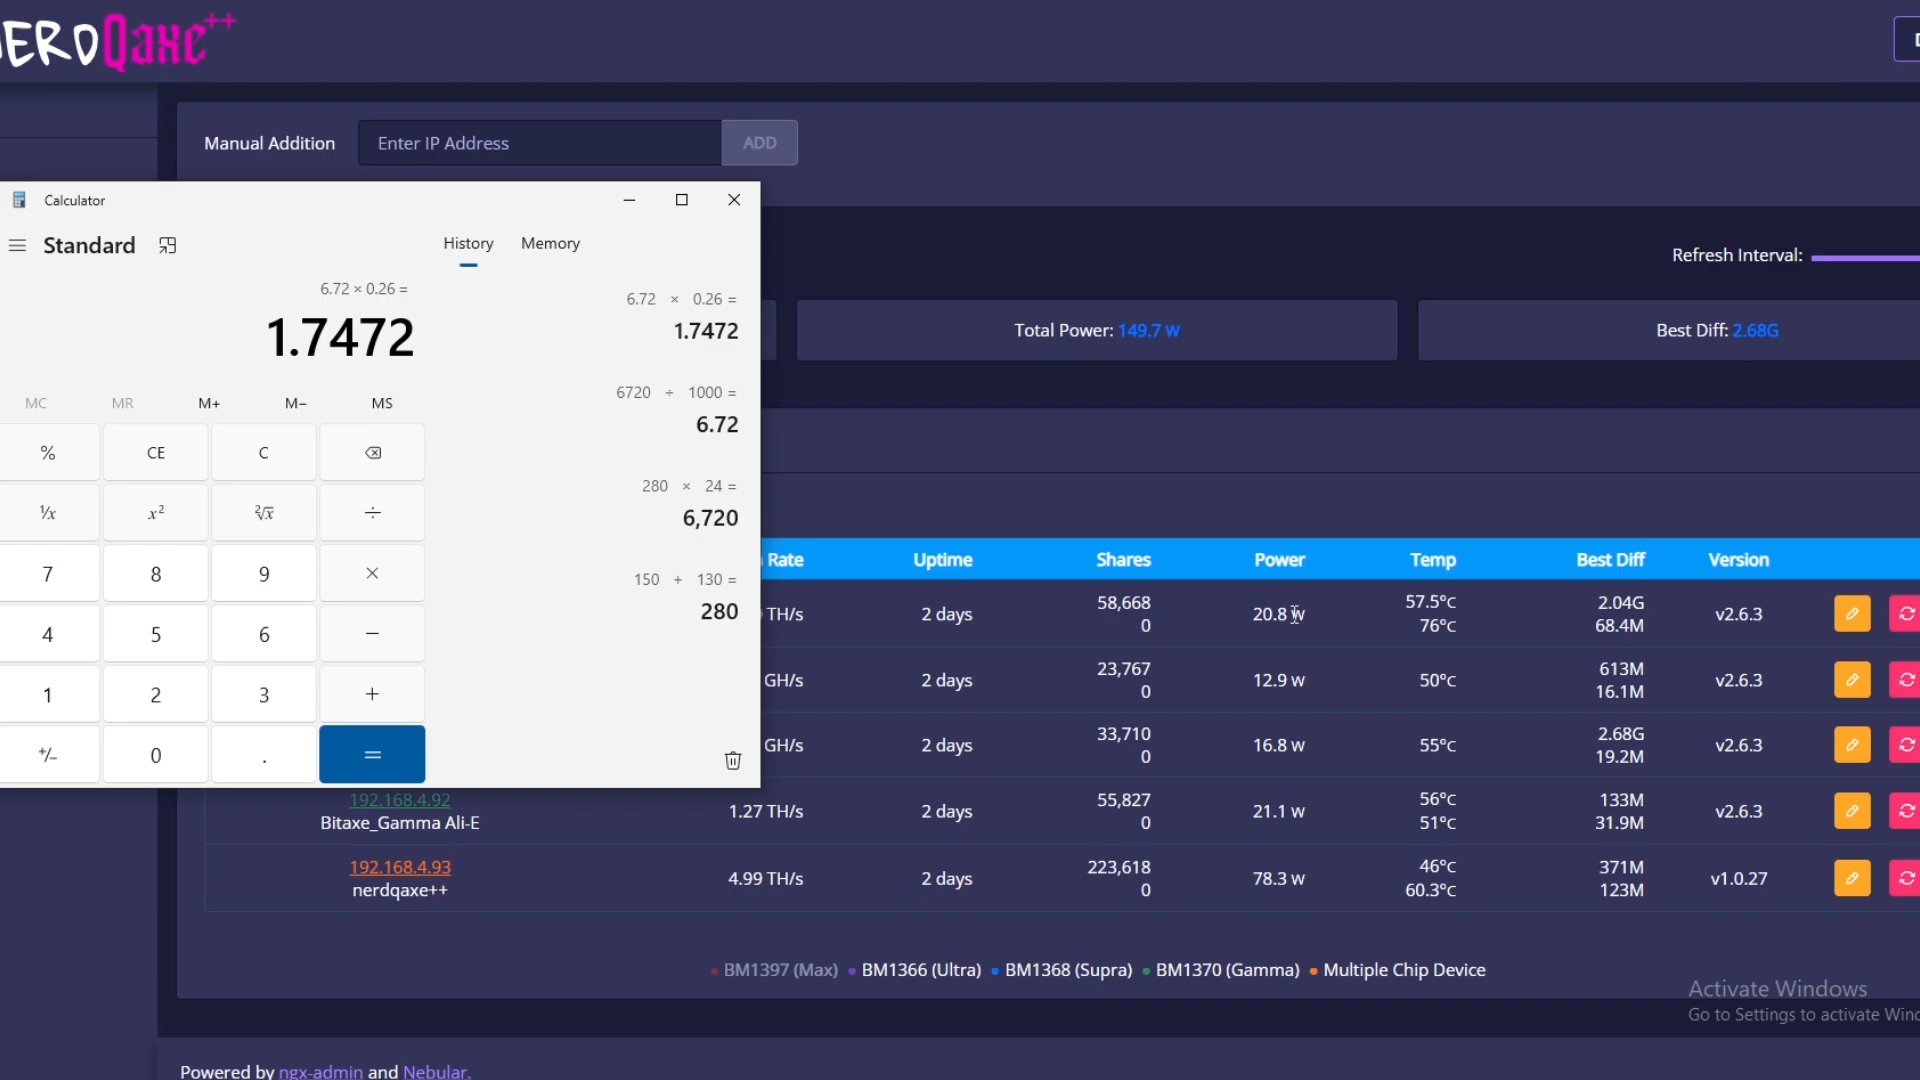 NERDQaxe++
Manual Addition
Enter IP Address
ADD
Calculator
Standard
History
Memory
6.72 × 0.26 =
1.7472
6.72 × 0.26 =
1.7472
6720 ÷ 1000 =
6.72
280 × 24 =
6,720
150 + 130 =
280
MC MR M+ M− MS
% CE C
⅟x x² ²√x ÷
7 8 9 ×
4 5 6 −
1 2 3 +
+/− 0 . =
Refresh Interval:
Total Power: 149.7 W
Best Diff: 2.68G
Rate Uptime Shares Power Temp Best Diff Version
TH/s 2 days 58,668 0 20.8 W 57.5°C 76°C 2.04G 68.4M v2.6.3
GH/s 2 days 23,767 0 12.9 W 50°C 613M 16.1M v2.6.3
GH/s 2 days 33,710 0 16.8 W 55°C 2.68G 19.2M v2.6.3
192.168.4.92
Bitaxe_Gamma Ali-E
1.27 TH/s 2 days 55,827 0 21.1 W 56°C 51°C 133M 31.9M v2.6.3
192.168.4.93
nerdqaxe++
4.99 TH/s 2 days 223,618 0 78.3 W 46°C 60.3°C 371M 123M v1.0.27
BM1397 (Max) BM1366 (Ultra) BM1368 (Supra) BM1370 (Gamma) Multiple Chip Device
Activate Windows
Go to Settings to activate
Powered by ngx-admin and Nebular.